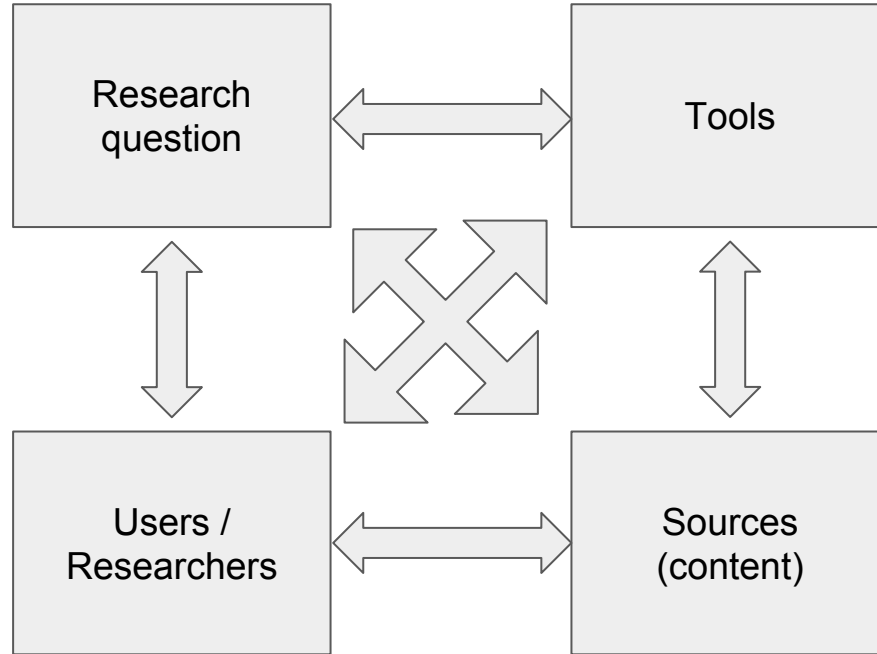 Research
question
Tools
Users /
Researchers
Sources
(content)